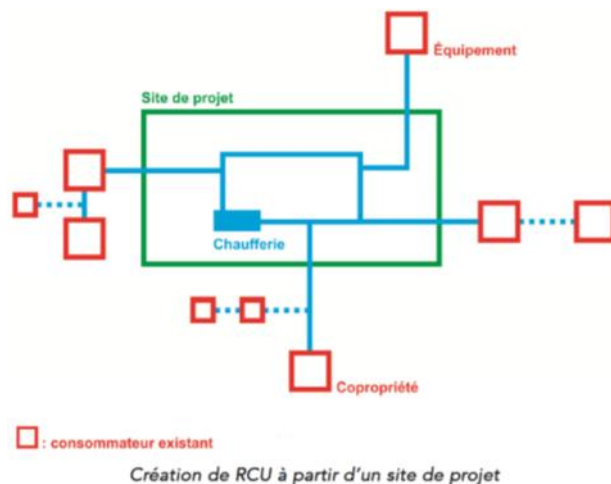 Équipement
Site de projet
Chaufferie
Copropriété
: consommateur existant
Création de RCU à partir d'un site de projet